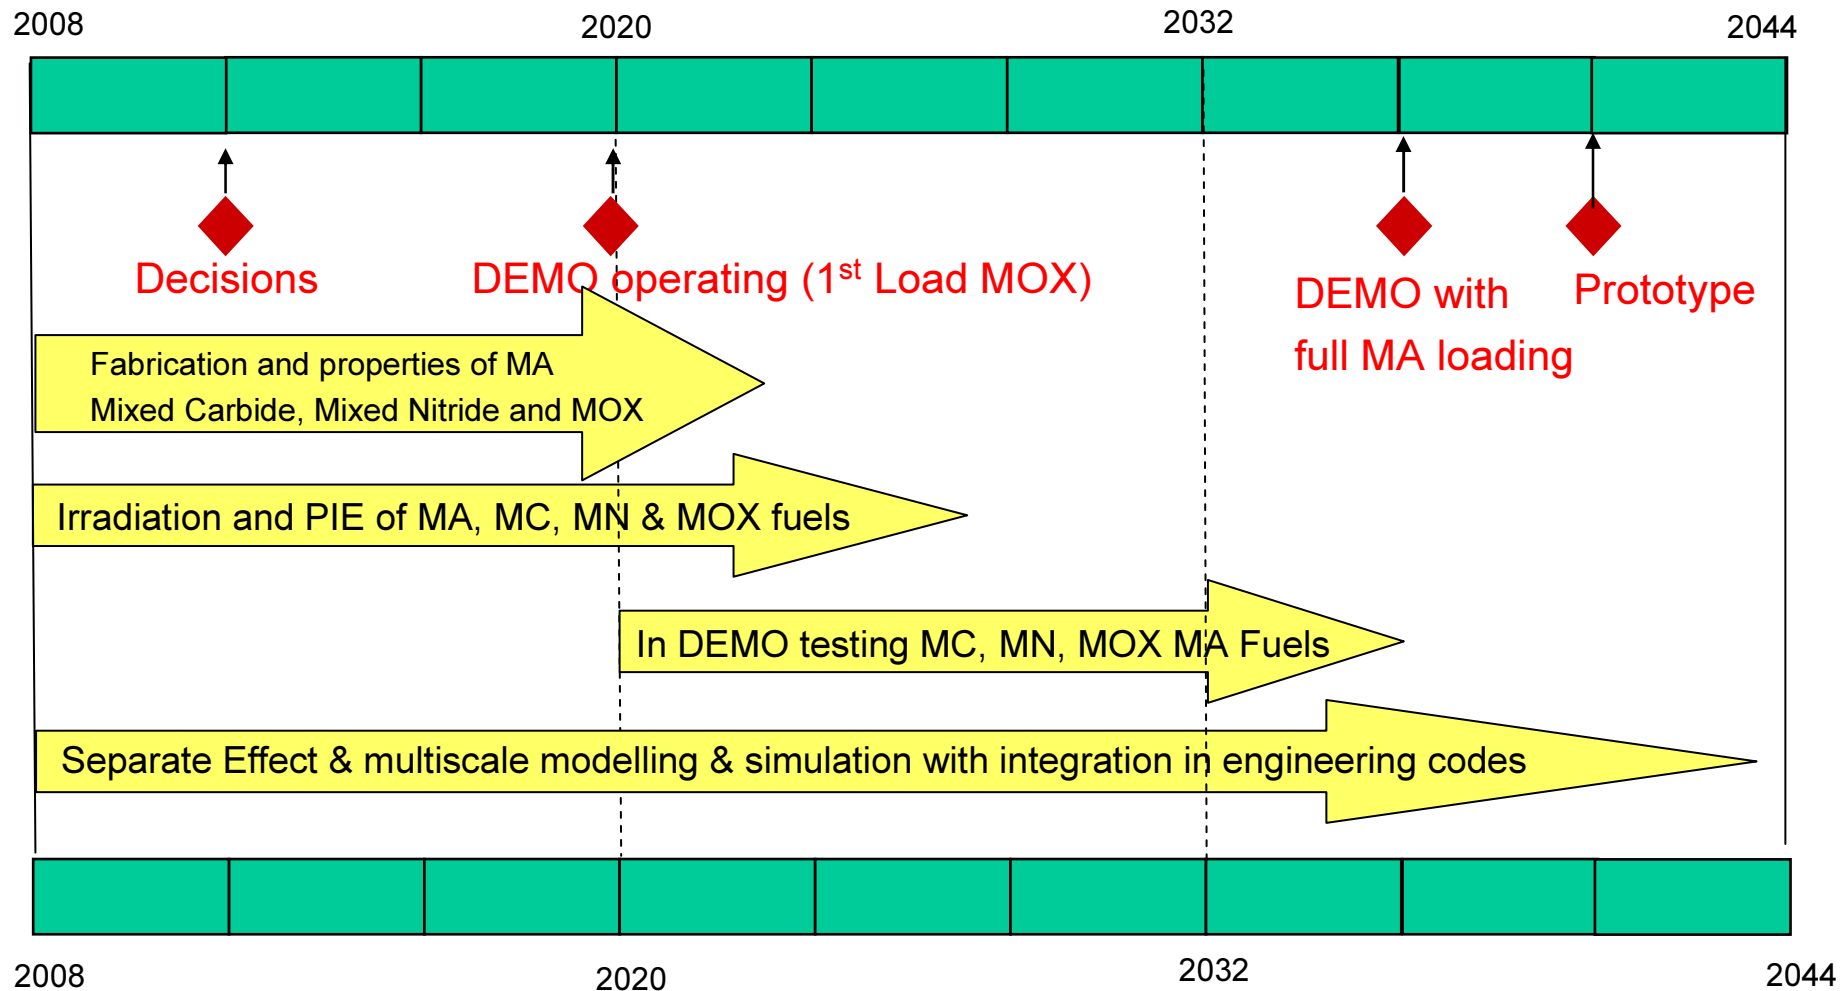 2008
2020
2032
2044
Decisions
DEMO operating (1st Load MOX)
DEMO with
full MA loading
Prototype
Fabrication and properties of MA
Mixed Carbide, Mixed Nitride and MOX
Irradiation and PIE of MA, MC, MN & MOX fuels
In DEMO testing MC, MN, MOX MA Fuels
Separate Effect & multiscale modelling & simulation with integration in engineering codes
2008
2020
2032
2044